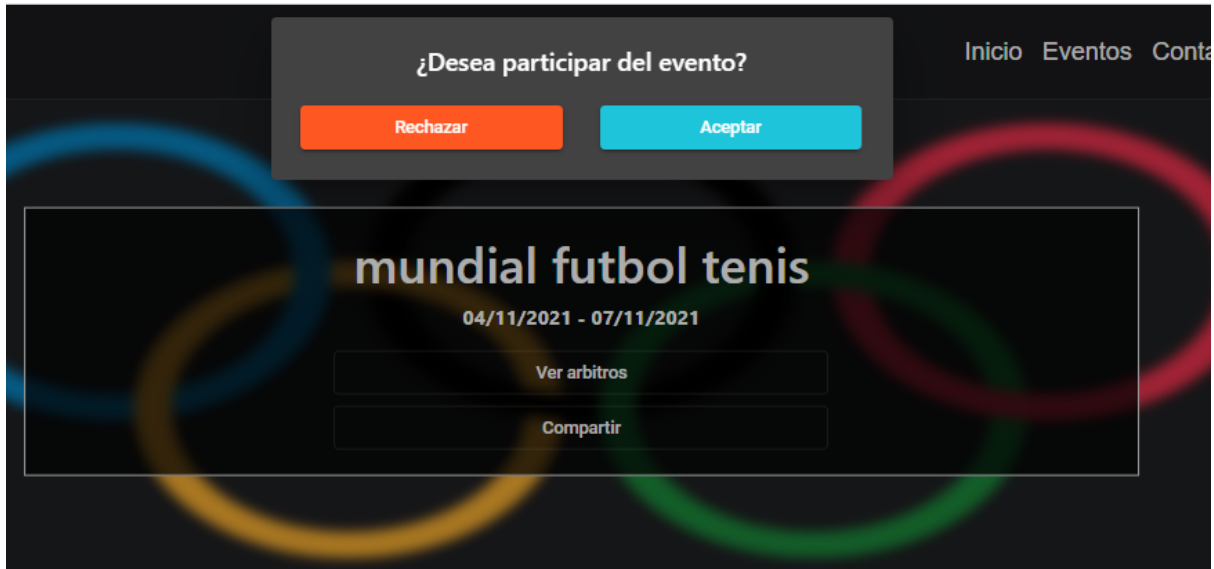 ¿Desea participar del evento?
Inicio Eventos
Rechazar Aceptar
mundial futbol tenis
04/11/2021 - 07/11/2021
Ver arbitros
Compartir